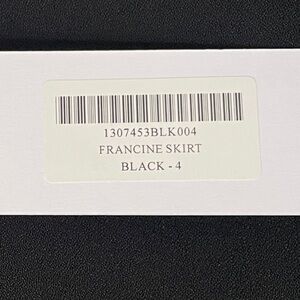 1307453BLK004
FRANCINE SKIRT
BLACK - 4